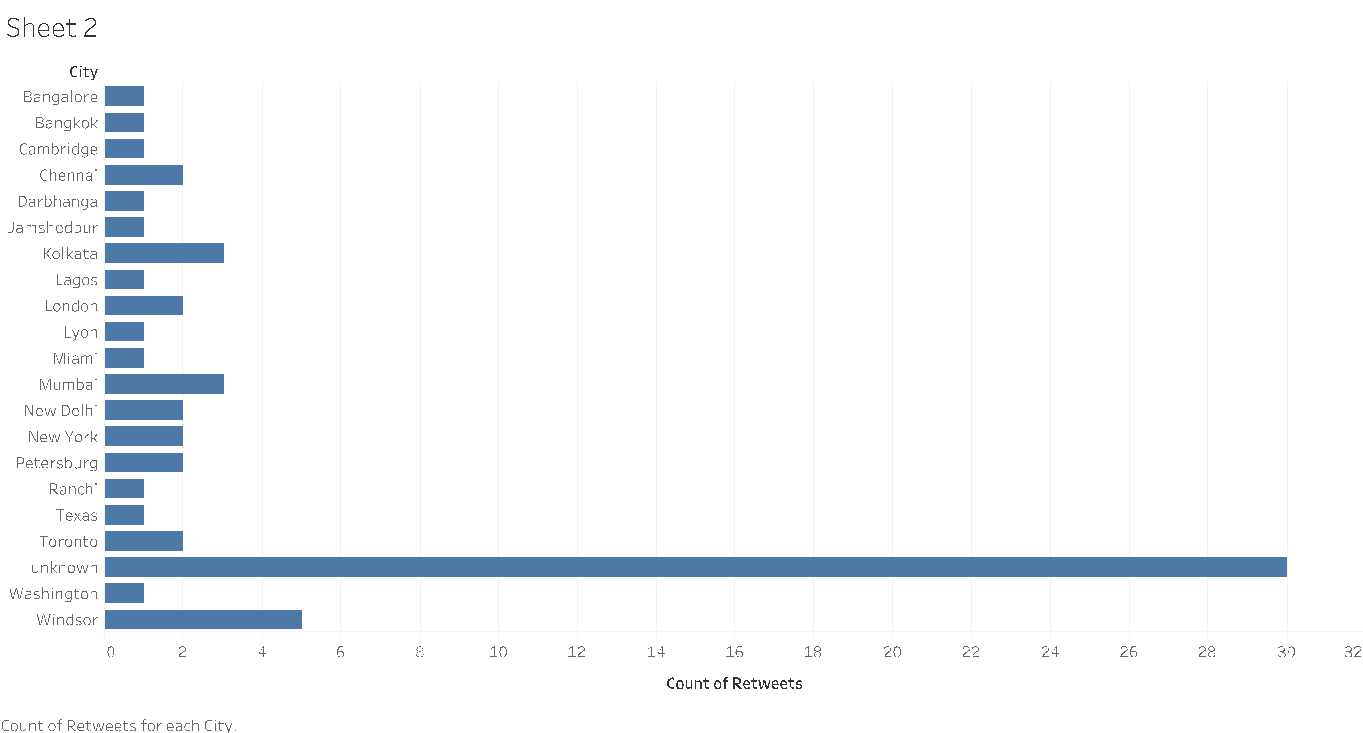 Sheet 2
City
Bangalore
Bangkok
Cambridge
Chennai
Darbhanga
Jamshedpur
Kolkata
Lagos
London
Lyon
Miami
Mumbai
New Delhi
New York
Petersburg
Ranchi
Texas
Toronto
unknown
Washington
Windsor
0 2 4 6 8 10 12 14 16 18 20 22 24 26 28 30 32
Count of Retweets
Count of Retweets for each City.